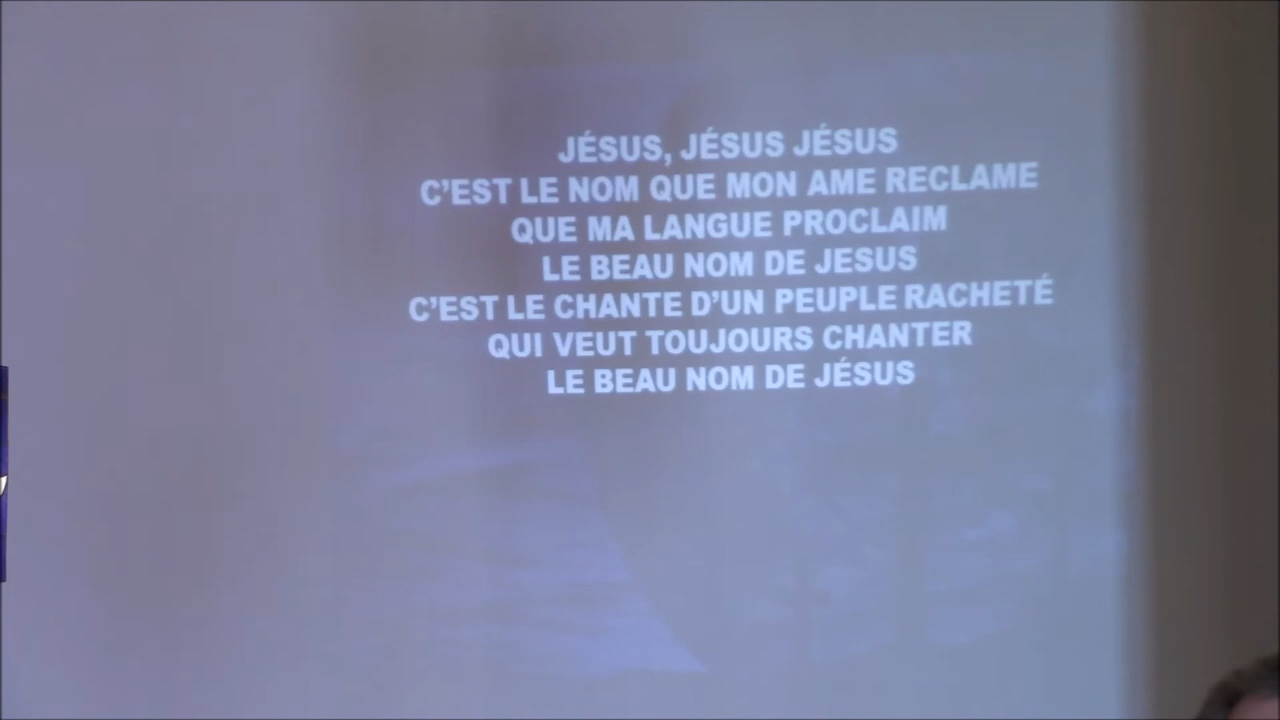 JÉSUS, JÉSUS JÉSUS
C'EST LE NOM QUE MON AME RECLAME
QUE MA LANGUE PROCLAIM
LE BEAU NOM DE JESUS
C'EST LE CHANTE D'UN PEUPLE RACHETÉ
QUI VEUT TOUJOURS CHANTER
LE BEAU NOM DE JÉSUS